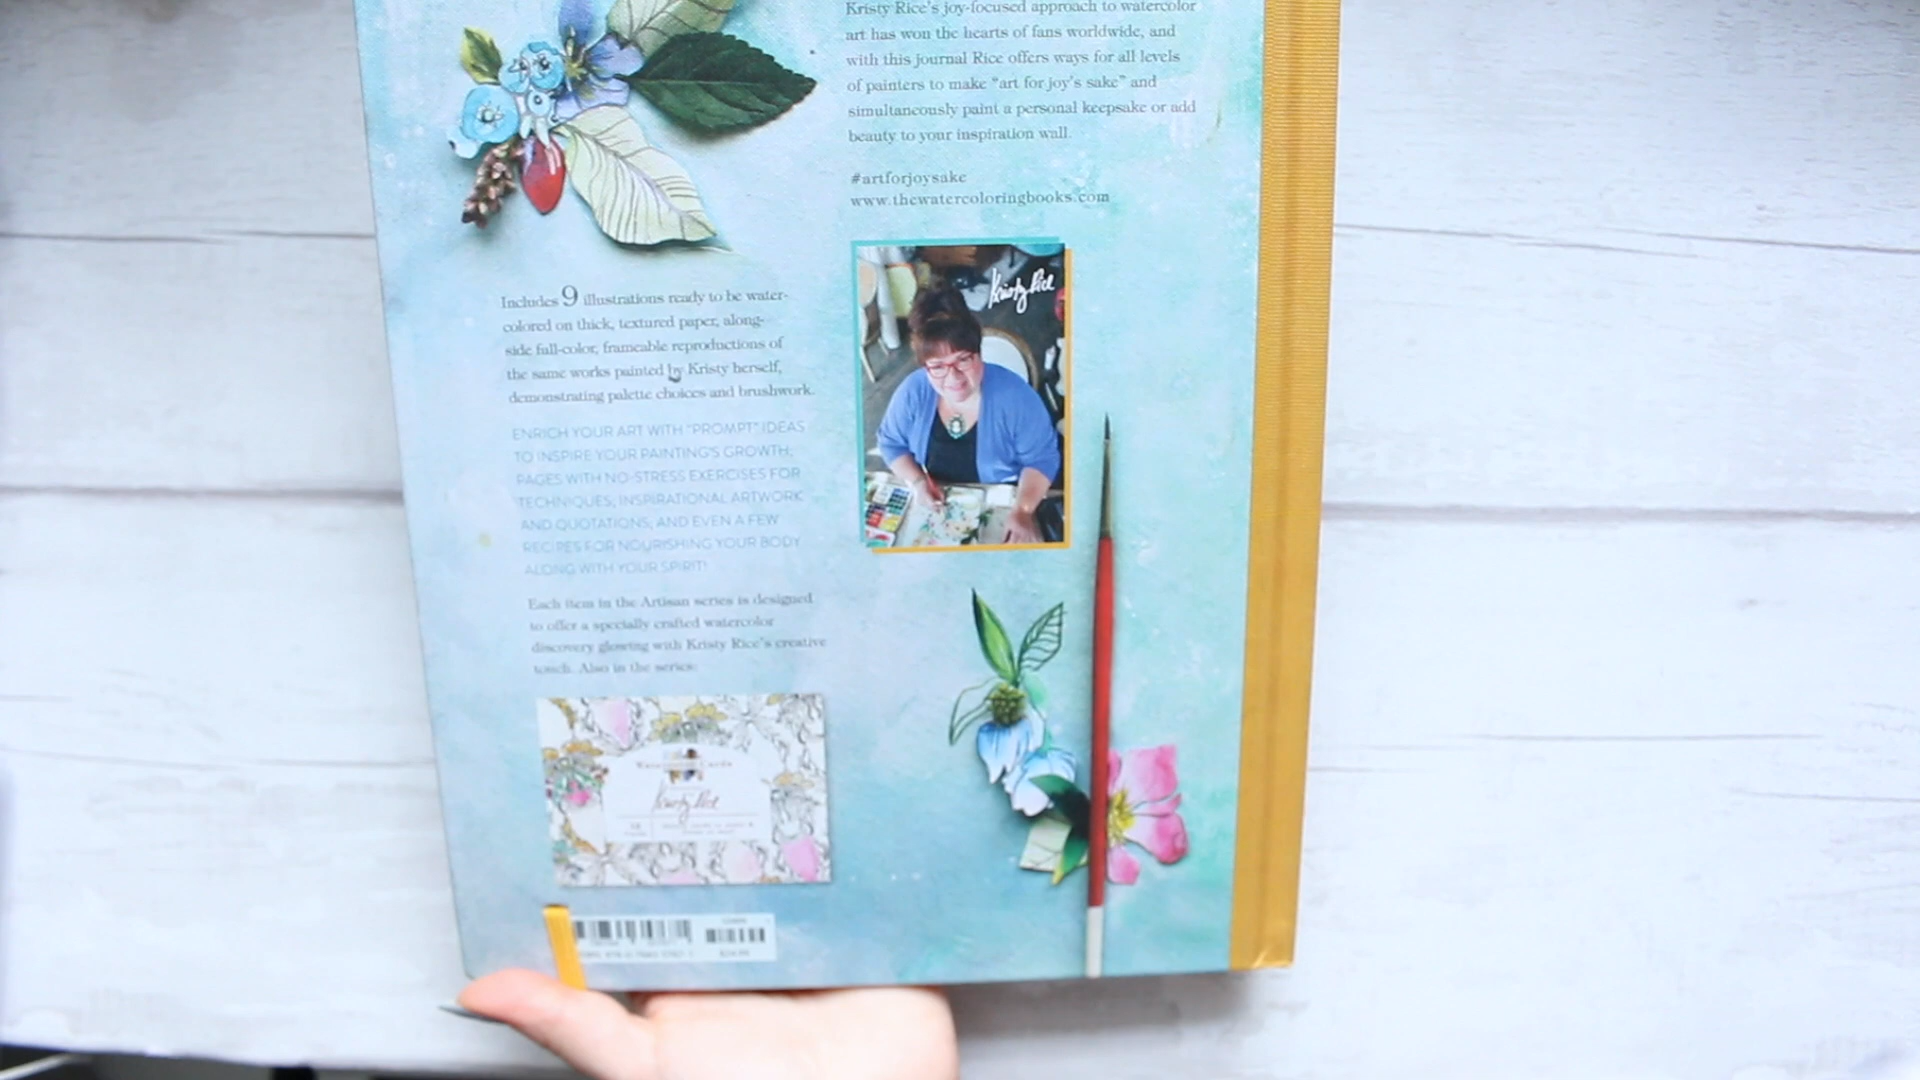 Kristy Rice's joy-focused approach to watercolor
art has won the hearts of fans worldwide, and
with this journal Rice offers ways for all levels
of painters to make “art for joy's sake” and
simultaneously paint a personal keepsake or add
beauty to your inspiration wall.
#artforjoysake
www.thewatercoloringbooks.com
Kristy Rice
Includes 9 illustrations ready to be water-
colored on thick, textured paper, along-
side full-color, frameable reproductions of
the same works painted by Kristy herself,
demonstrating palette choices and brushwork.
ENRICH YOUR ART WITH “PROMPT” IDEAS
TO INSPIRE YOUR PAINTING'S GROWTH;
PAGES WITH NO-STRESS EXERCISES FOR
TECHNIQUES; INSPIRATIONAL ARTWORK
AND QUOTATIONS; AND EVEN A FEW
RECIPES FOR NOURISHING YOUR BODY
ALONG WITH YOUR SPIRIT!
Each item in the Artisan series is designed
to offer a specially crafted watercolor
discovery glowing with Kristy Rice's creative
touch. Also in the series:
Cards
Kristy Rice